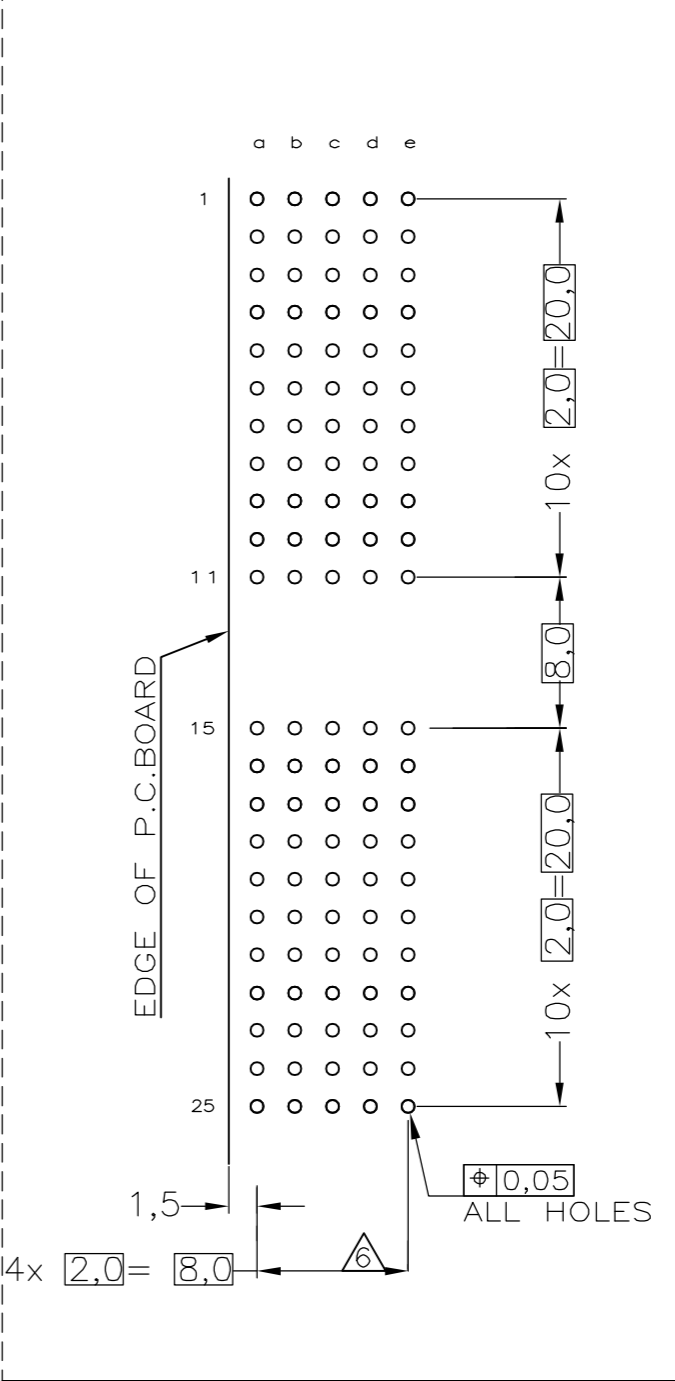 a b c d e
1
10x 2,0=20,0
11
8,0
EDGE OF P.C.BOARD
15
10x 2,0=20,0
25
⌖ 0,05
ALL HOLES
1,5
6
4x 2,0= 8,0